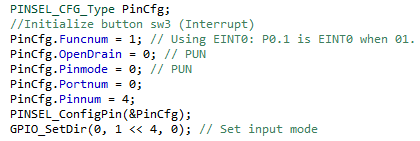 PINSEL_CFG_Type PinCfg;
//Initialize button sw3 (Interrupt)
PinCfg.Funcnum = 1; // Using EINT0: P0.1 is EINT0 when 01.
PinCfg.OpenDrain = 0; // PUN
PinCfg.Pinmode = 0; // PUN
PinCfg.Portnum = 0;
PinCfg.Pinnum = 4;
PINSEL_ConfigPin(&PinCfg);
GPIO_SetDir(0, 1 << 4, 0); // Set input mode